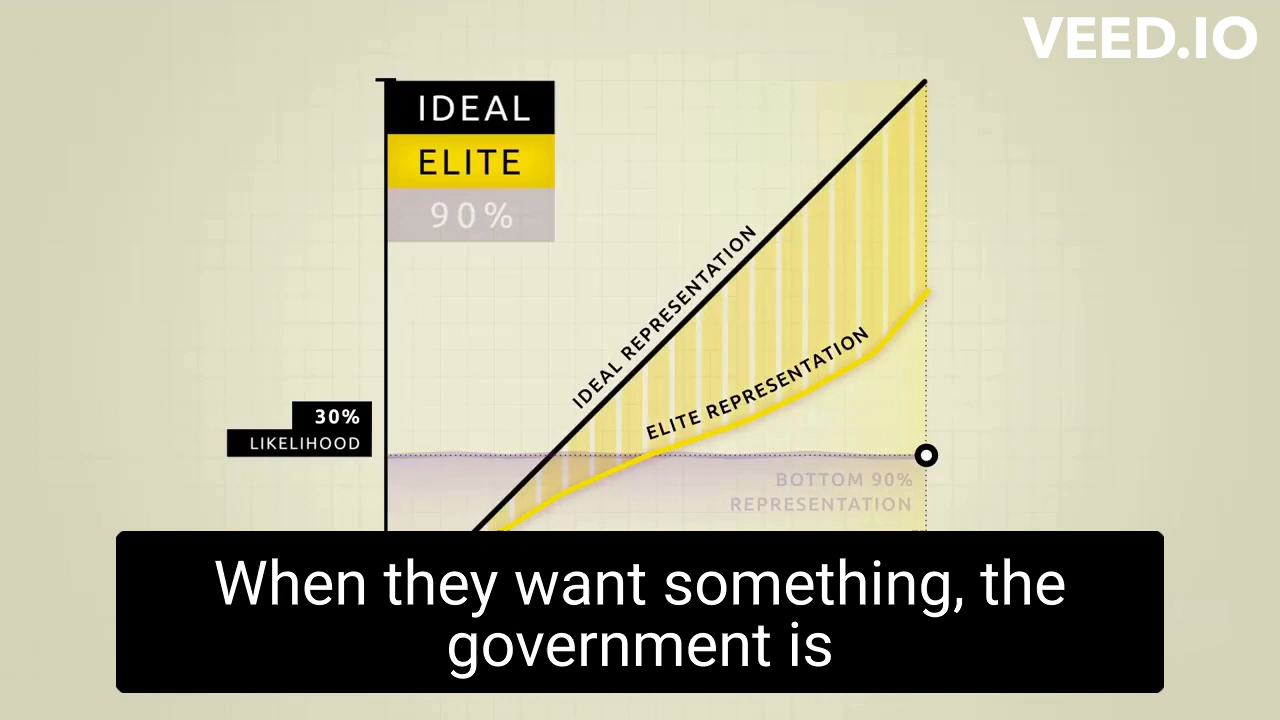 VEED.IO
IDEAL
ELITE
90%
IDEAL REPRESENTATION
ELITE REPRESENTATION
30%
LIKELIHOOD
BOTTOM 90%
REPRESENTATION
When they want something, the
government is